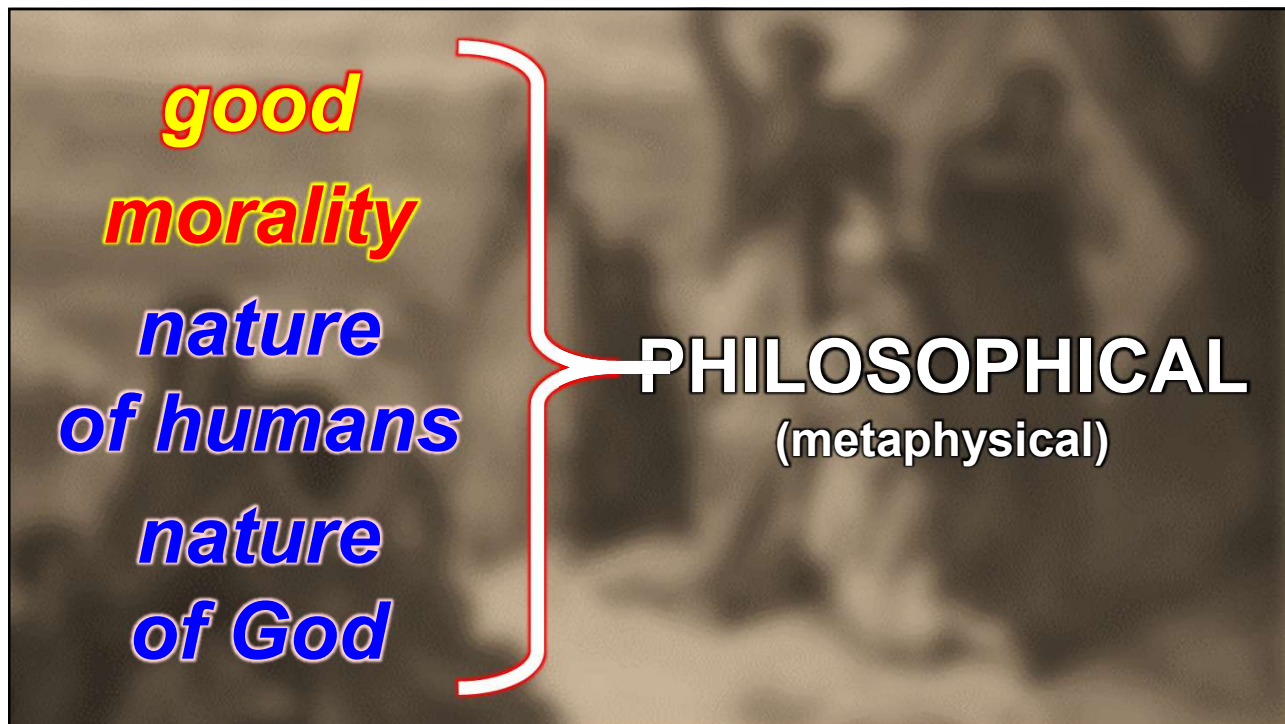 good
morality
nature
of humans
nature
of God
PHILOSOPHICAL
(metaphysical)